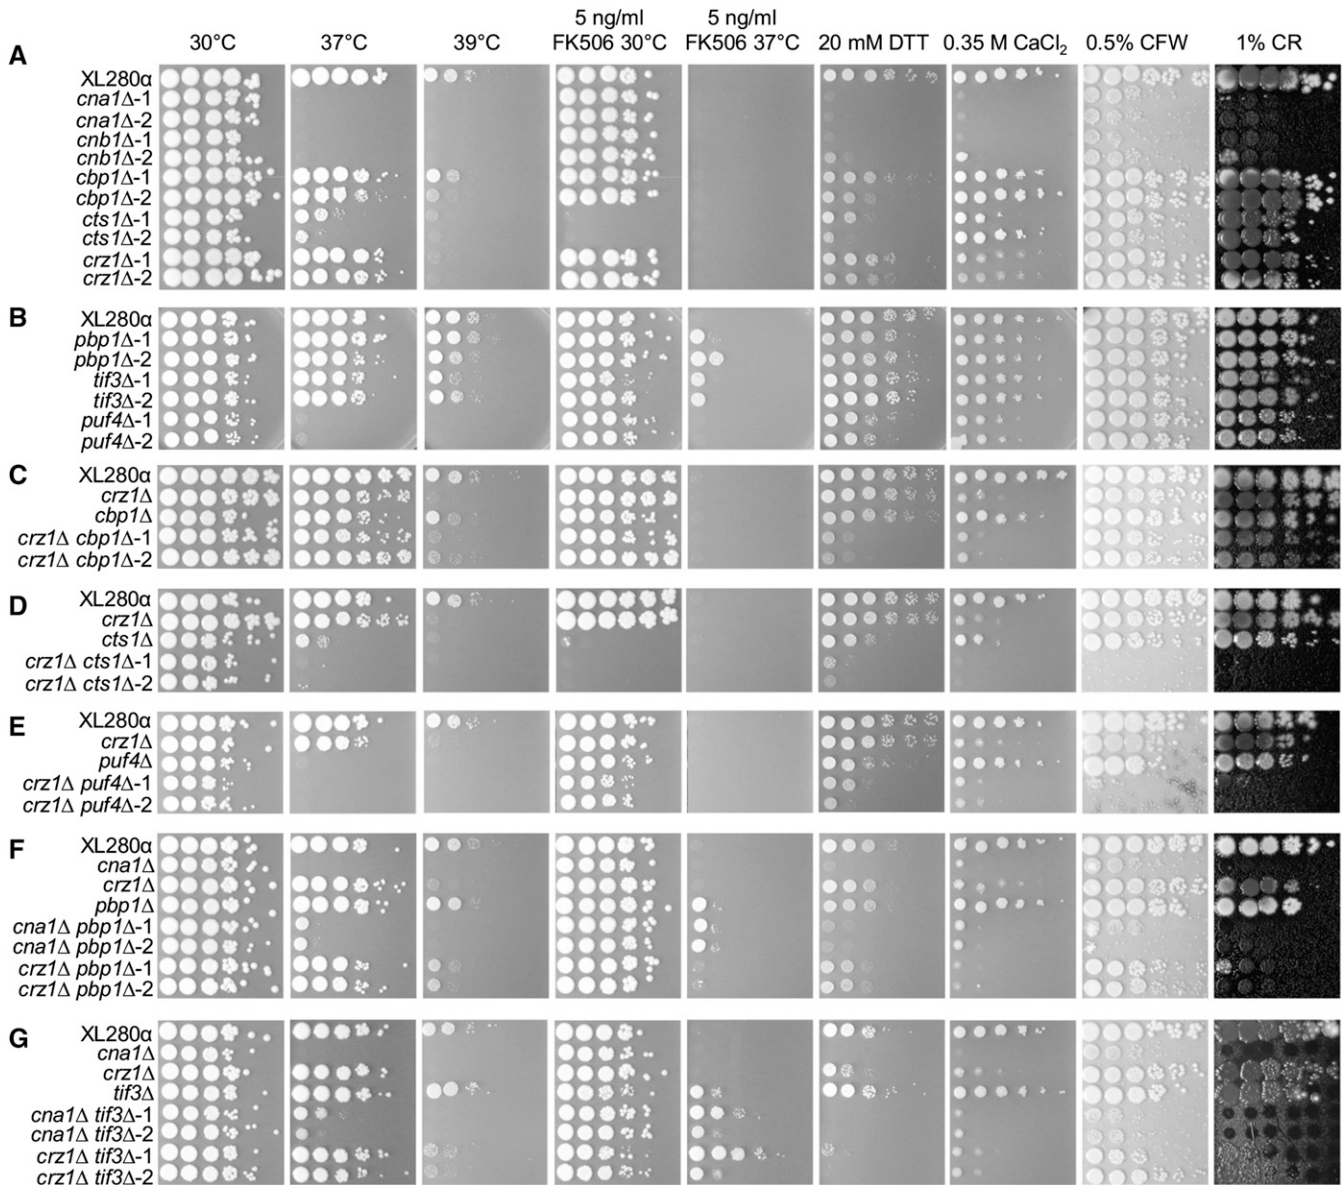 5 ng/ml 5 ng/ml
30°C 37°C 39°C FK506 30°C FK506 37°C 20 mM DTT 0.35 M CaCl₂ 0.5% CFW 1% CR
A
XL280α
cna1Δ-1
cna1Δ-2
cnb1Δ-1
cnb1Δ-2
cbp1Δ-1
cbp1Δ-2
cts1Δ-1
cts1Δ-2
crz1Δ-1
crz1Δ-2
B
XL280α
pbp1Δ-1
pbp1Δ-2
tif3Δ-1
tif3Δ-2
puf4Δ-1
puf4Δ-2
C
XL280α
crz1Δ
cbp1Δ
crz1Δ cbp1Δ-1
crz1Δ cbp1Δ-2
D
XL280α
crz1Δ
cts1Δ
crz1Δ cts1Δ-1
crz1Δ cts1Δ-2
E
XL280α
crz1Δ
puf4Δ
crz1Δ puf4Δ-1
crz1Δ puf4Δ-2
F
XL280α
cna1Δ
crz1Δ
pbp1Δ
cna1Δ pbp1Δ-1
cna1Δ pbp1Δ-2
crz1Δ pbp1Δ-1
crz1Δ pbp1Δ-2
G
XL280α
cna1Δ
crz1Δ
tif3Δ
cna1Δ tif3Δ-1
cna1Δ tif3Δ-2
crz1Δ tif3Δ-1
crz1Δ tif3Δ-2